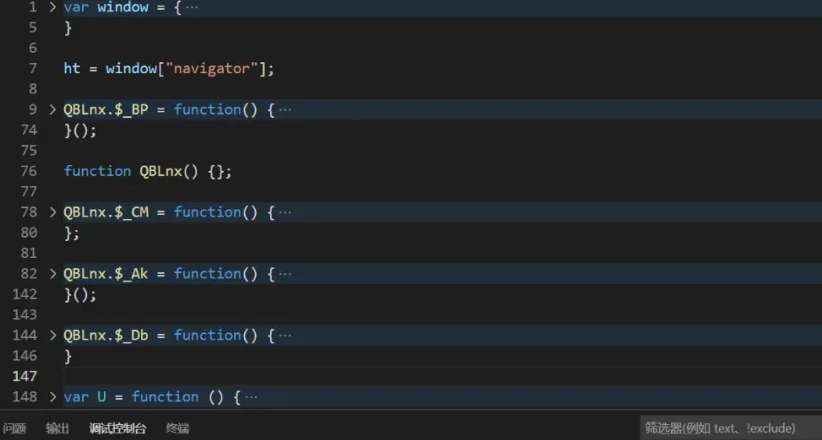 1 > var window = { ···
5 }
6
7 ht = window["navigator"];
8
9 > QBLnx.$_BP = function() { ···
74 }();
75
76 function QBLnx() {};
77
78 > QBLnx.$_CM = function() { ···
80 };
81
82 > QBLnx.$_Ak = function() { ···
142 }();
143
144 > QBLnx.$_Db = function() { ···
146 }
147
148 > var U = function () { ···
问题 输出 调试控制台 终端 筛选器(例如 text、!exclude)